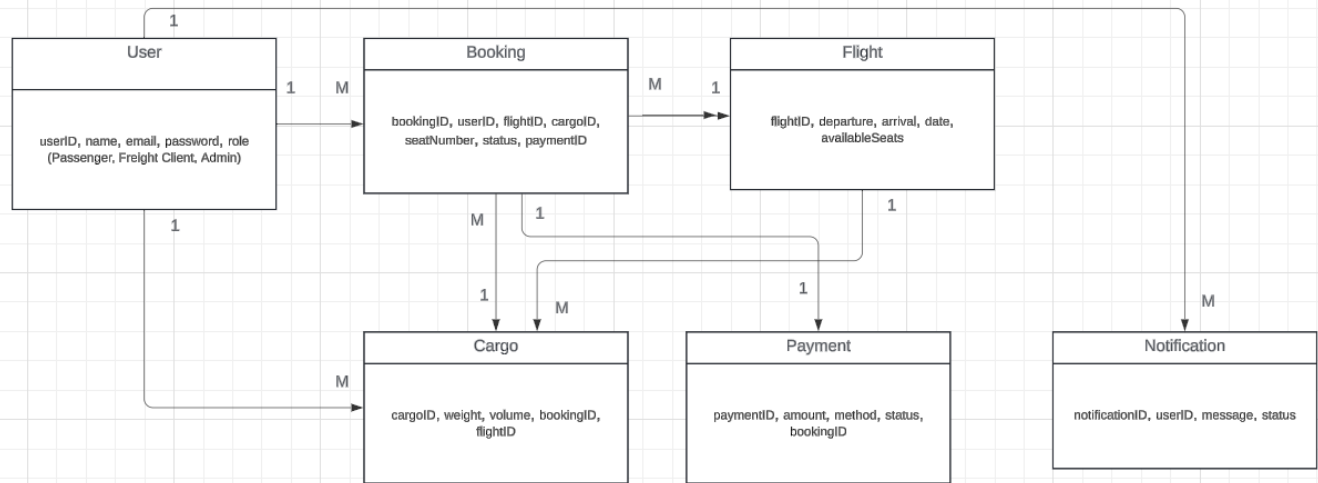 1
User
Booking
Flight
1
M
M
1
userID, name, email, password, role
(Passenger, Freight Client, Admin)
bookingID, userID, flightID, cargoID,
seatNumber, status, paymentID
flightID, departure, arrival, date,
availableSeats
1
M
1
1
1
M
1
M
M
Cargo
Payment
Notification
cargoID, weight, volume, bookingID,
flightID
paymentID, amount, method, status,
bookingID
notificationID, userID, message, status